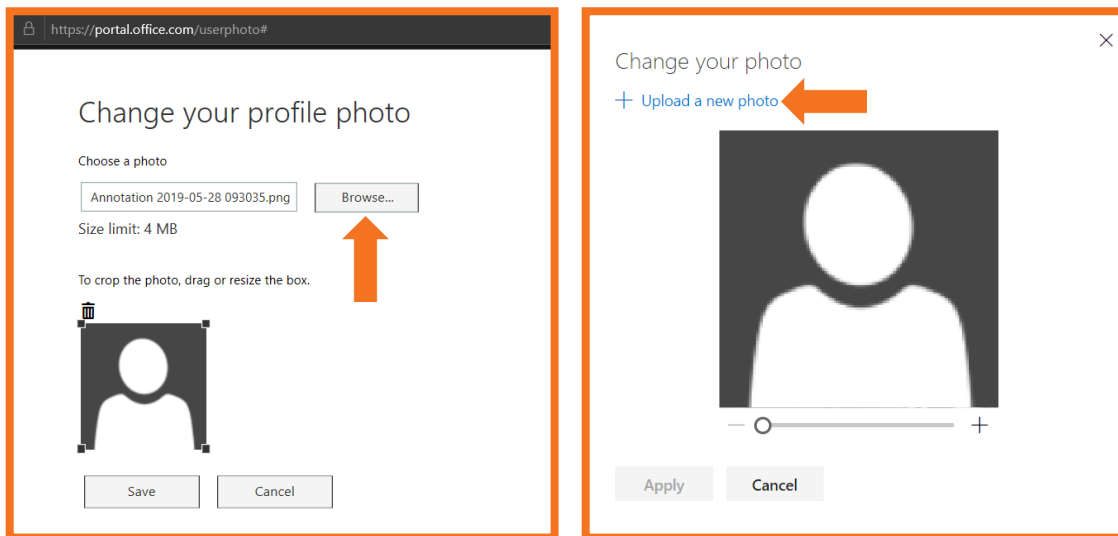 https://portal.office.com/userphoto#
Change your profile photo
Choose a photo
Annotation 2019-05-28 093035.png
Browse...
Size limit: 4 MB
To crop the photo, drag or resize the box.
Save
Cancel
Change your photo
+ Upload a new photo
Apply
Cancel